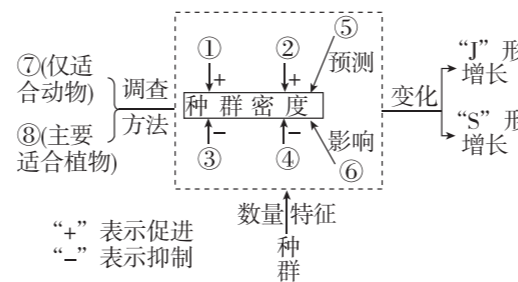 ① ② ⑤
预测
+ +
种群密度
− −
③ ④
影响
⑥
⑦(仅适
合动物)
⑧(主要
适合植物)
调查
方法
变化
“J”形
增长
“S”形
增长
数量特征
种
群
“+”表示促进
“−”表示抑制